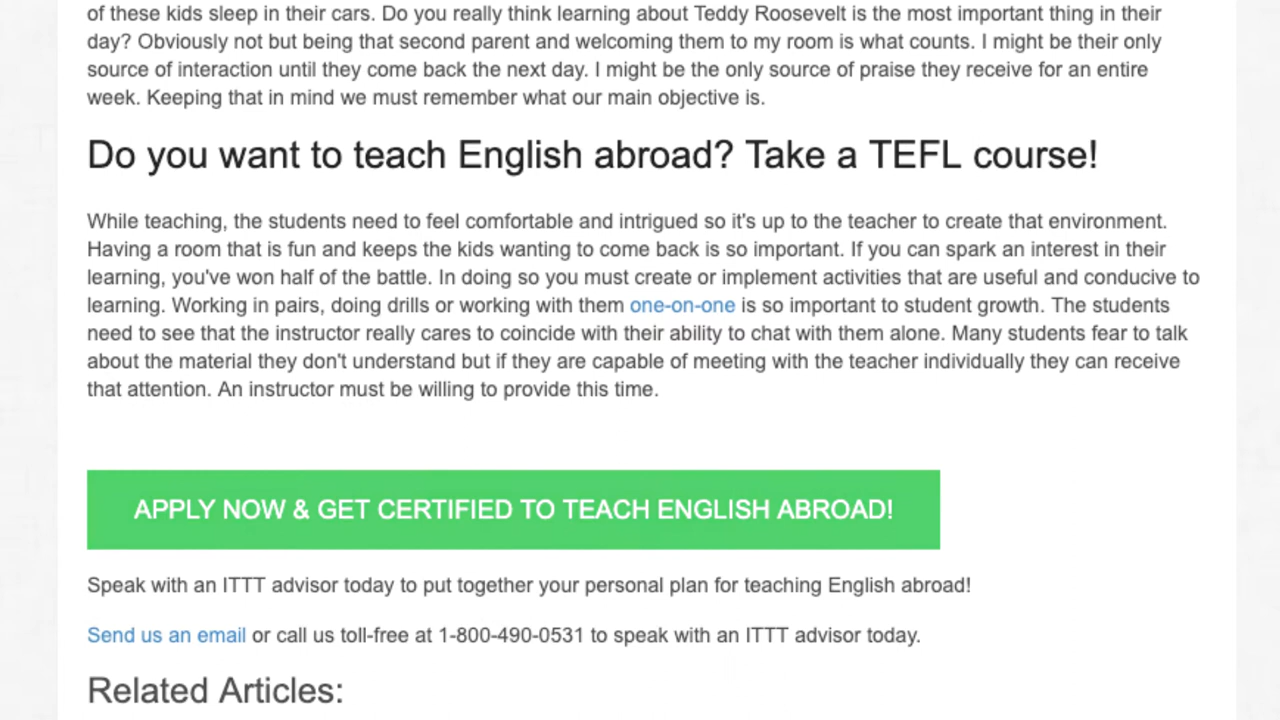 of these kids sleep in their cars. Do you really think learning about Teddy Roosevelt is the most important thing in their
day? Obviously not but being that second parent and welcoming them to my room is what counts. I might be their only
source of interaction until they come back the next day. I might be the only source of praise they receive for an entire
week. Keeping that in mind we must remember what our main objective is.
Do you want to teach English abroad? Take a TEFL course!
While teaching, the students need to feel comfortable and intrigued so it's up to the teacher to create that environment.
Having a room that is fun and keeps the kids wanting to come back is so important. If you can spark an interest in their
learning, you've won half of the battle. In doing so you must create or implement activities that are useful and conducive to
learning. Working in pairs, doing drills or working with them one-on-one is so important to student growth. The students
need to see that the instructor really cares to coincide with their ability to chat with them alone. Many students fear to talk
about the material they don't understand but if they are capable of meeting with the teacher individually they can receive
that attention. An instructor must be willing to provide this time.
APPLY NOW & GET CERTIFIED TO TEACH ENGLISH ABROAD!
Speak with an ITTT advisor today to put together your personal plan for teaching English abroad!
Send us an email or call us toll-free at 1-800-490-0531 to speak with an ITTT advisor today.
Related Articles: